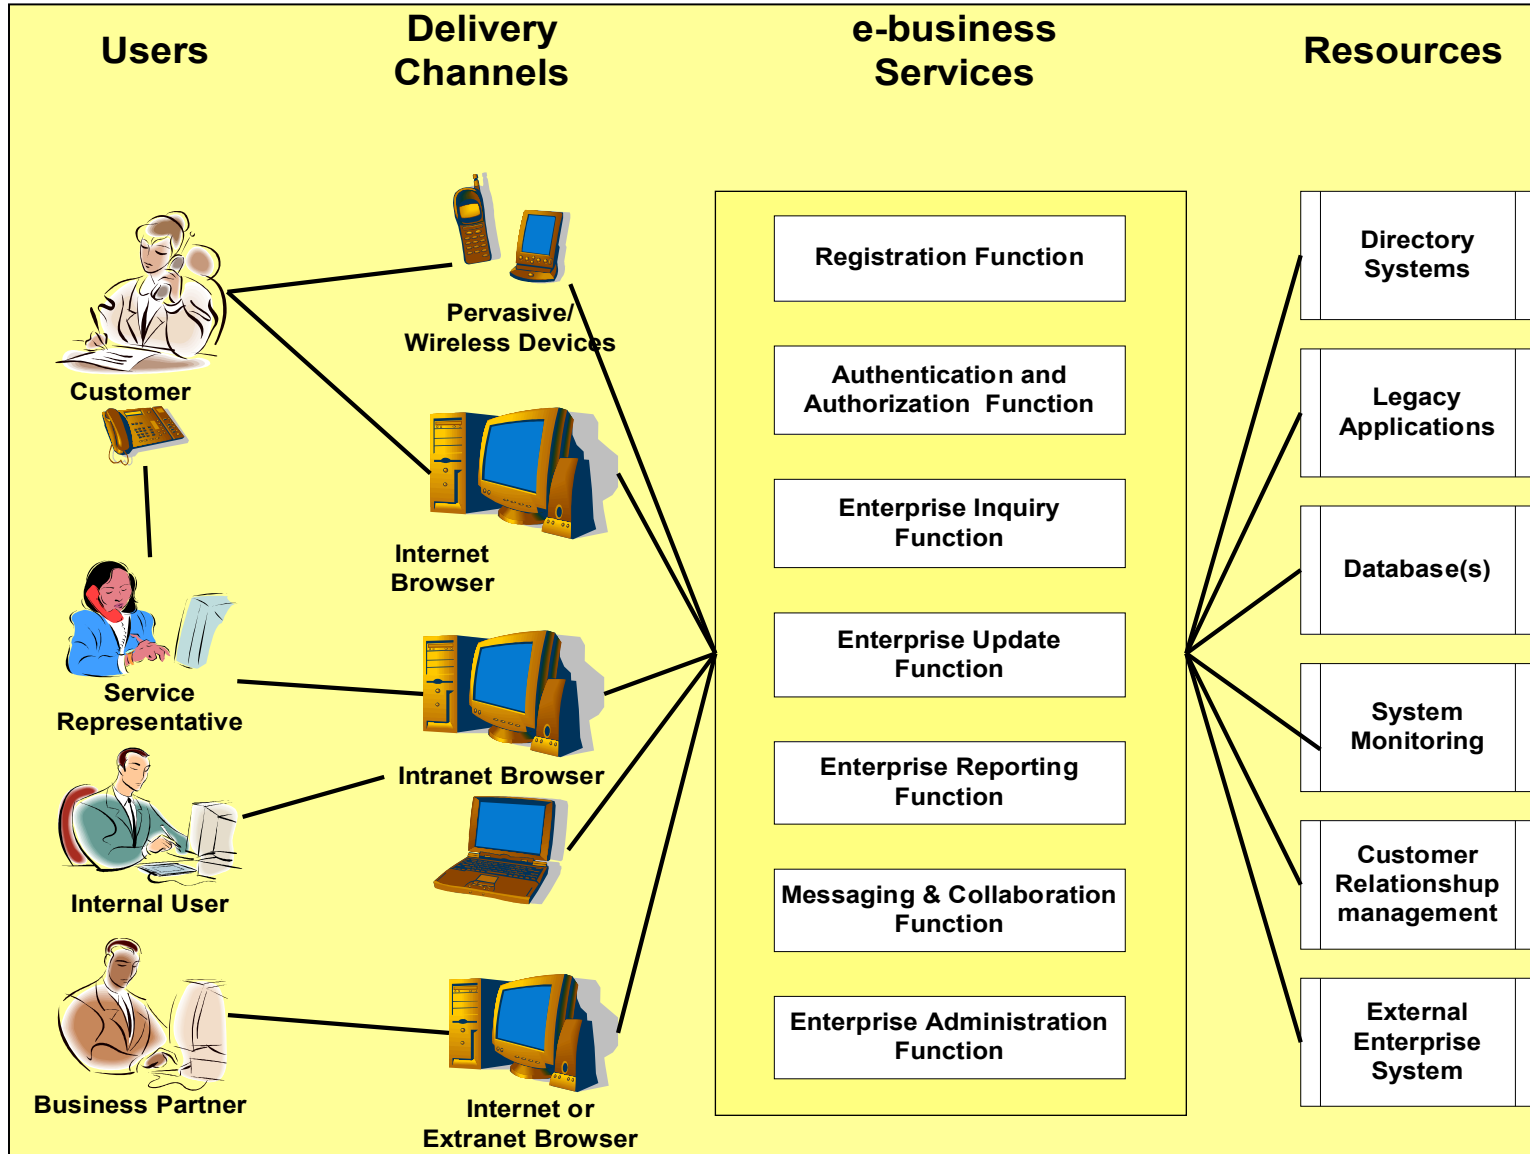 Users
Delivery
Channels
e-business
Services
Resources
Customer
Service
Representative
Internal User
Business Partner
Pervasive/
Wireless Devices
Internet
Browser
Intranet Browser
Internet or
Extranet Browser
Registration Function
Authentication and
Authorization Function
Enterprise Inquiry
Function
Enterprise Update
Function
Enterprise Reporting
Function
Messaging & Collaboration
Function
Enterprise Administration
Function
Directory
Systems
Legacy
Applications
Database(s)
System
Monitoring
Customer
Relationshup
management
External
Enterprise
System